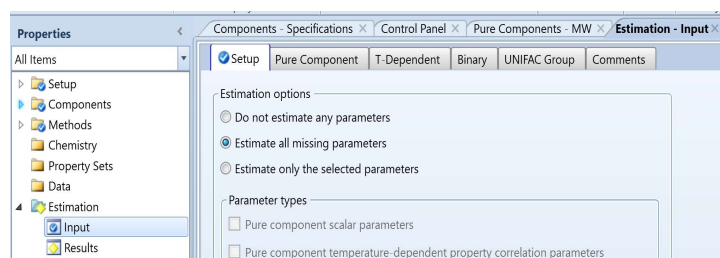 Properties
Components - Specifications Control Panel Pure Components - MW Estimation - Input
All Items
Setup Pure Component T-Dependent Binary UNIFAC Group Comments
Setup
Components
Methods
Chemistry
Property Sets
Data
Estimation
Input
Results
Estimation options
Do not estimate any parameters
Estimate all missing parameters
Estimate only the selected parameters
Parameter types
Pure component scalar parameters
Pure component temperature-dependent property correlation parameters